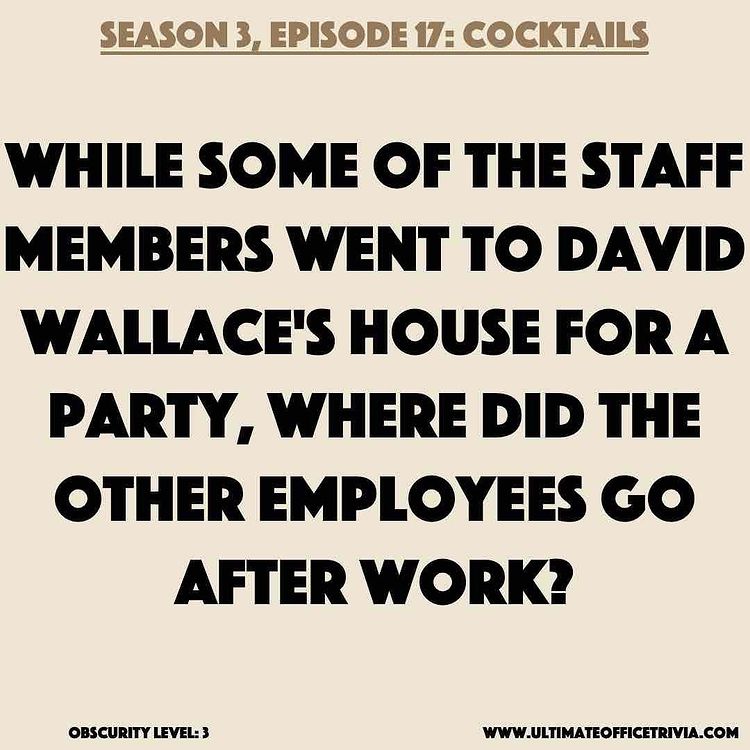 SEASON 3, EPISODE 17: COCKTAILS
WHILE SOME OF THE STAFF
MEMBERS WENT TO DAVID
WALLACE'S HOUSE FOR A
PARTY, WHERE DID THE
OTHER EMPLOYEES GO
AFTER WORK?
OBSCURITY LEVEL: 3
WWW.ULTIMATEOFFICETRIVIA.COM